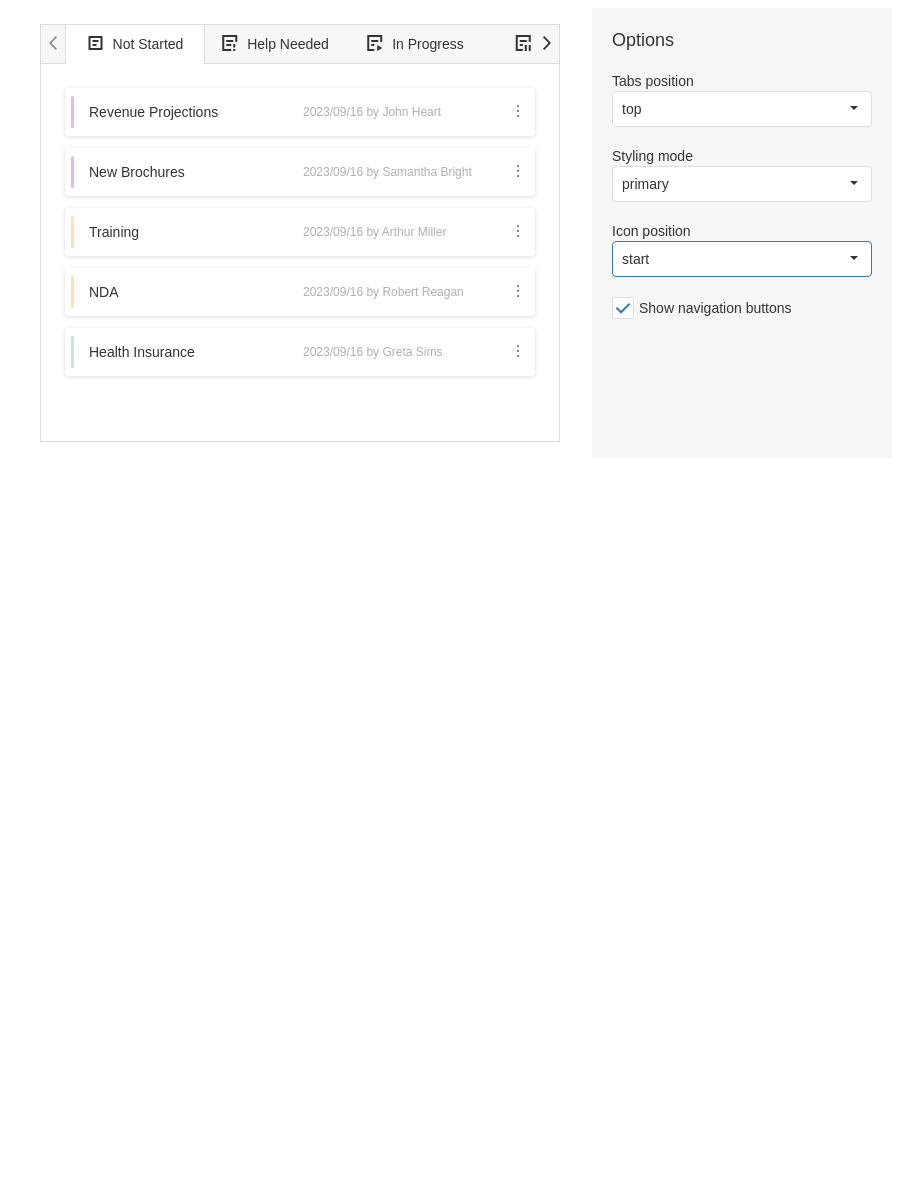 Not Started
Help Needed
In Progress
Revenue Projections
2023/09/16 by John Heart
New Brochures
2023/09/16 by Samantha Bright
Training
2023/09/16 by Arthur Miller
NDA
2023/09/16 by Robert Reagan
Health Insurance
2023/09/16 by Greta Sims
Options
Tabs position
top
Styling mode
primary
Icon position
start
Show navigation buttons